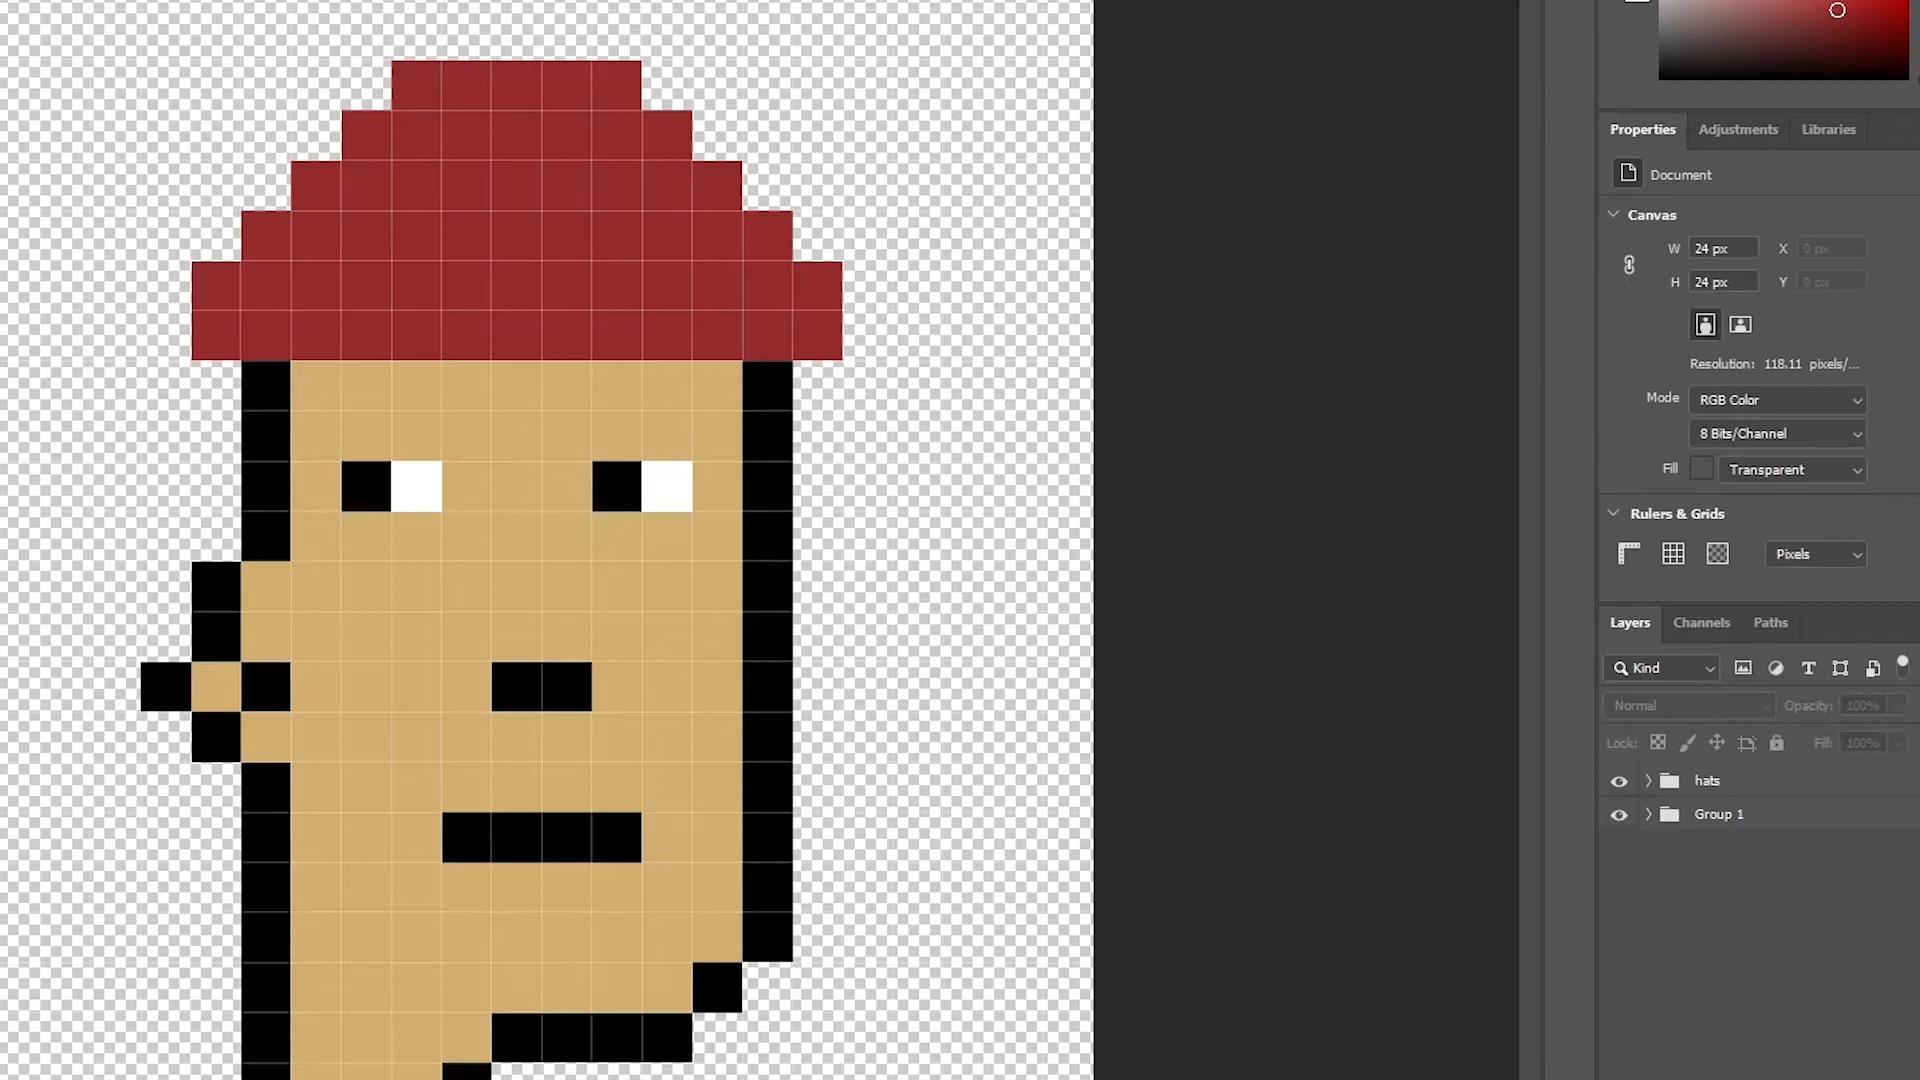 Properties Adjustments Libraries
Document
Canvas
W 24 px X 0 px
H 24 px Y 0 px
Resolution: 118.11 pixels/...
Mode RGB Color
8 Bits/Channel
Fill Transparent
Rulers & Grids
Pixels
Layers Channels Paths
Kind
Normal Opacity: 100%
Lock: Fill: 100%
hats
Group 1